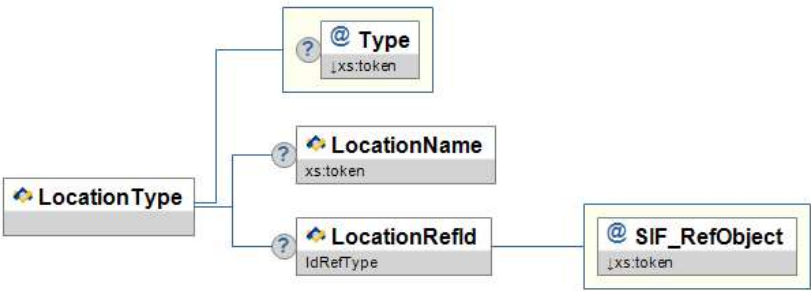 ? @ Type
↓xs:token
? LocationName
xs:token
LocationType
? LocationRefId
IdRefType
@ SIF_RefObject
↓xs:token